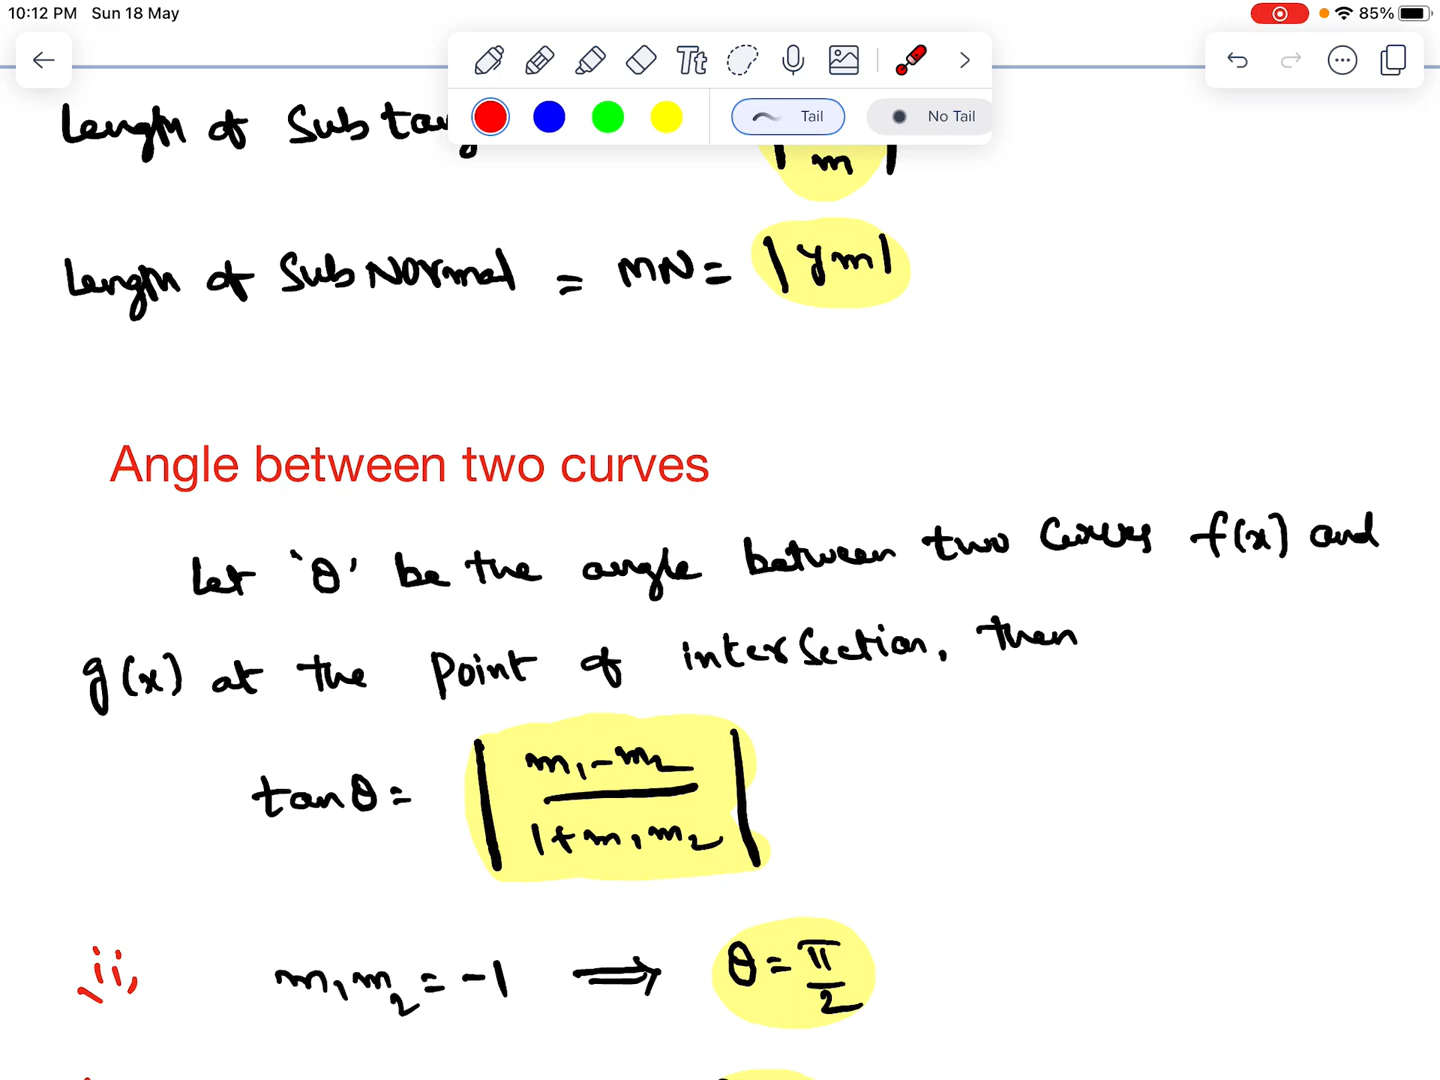 10:12 PM Sun 18 May
85%
Tt
Tail
No Tail
Length of Sub tan
m
Length of SubNormal = MN = |ym|
Angle between two curves
Let 'θ' be the angle between two Curves f(x) and
g(x) at the Point of interSection, then
tanθ = | m₁-m₂ / 1+m₁m₂ |
ii, m₁m₂ = -1 ⟹ θ = π/2